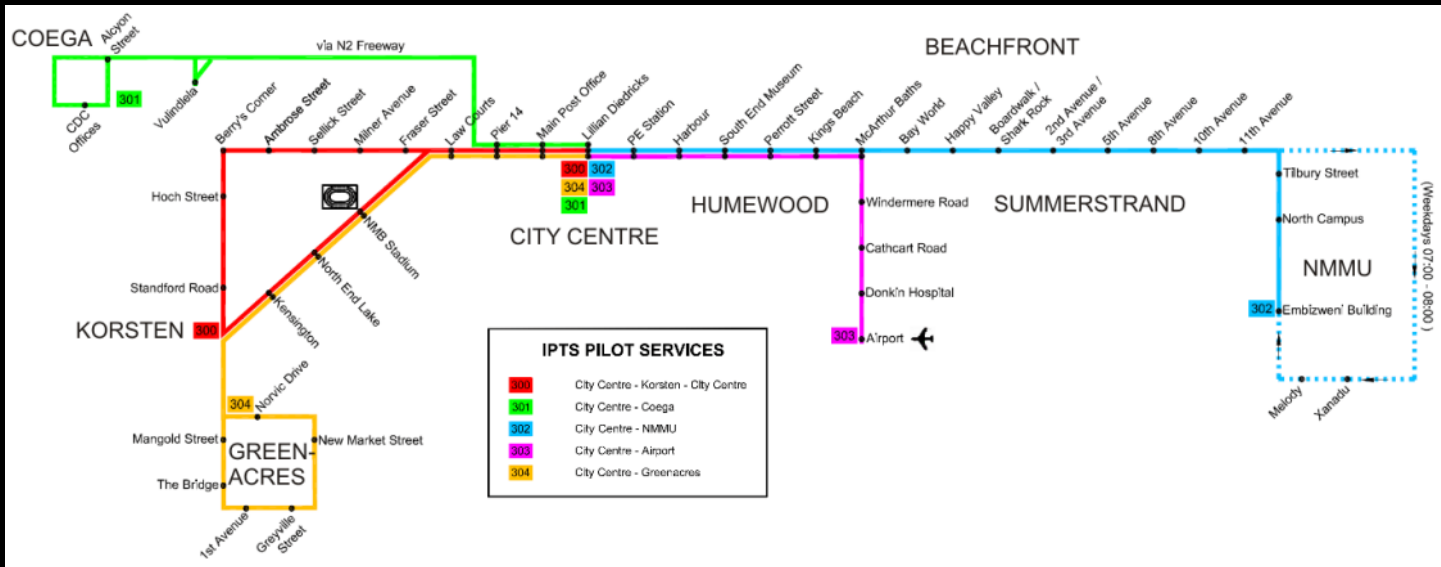 COEGA
Alcyon
Street
via N2 Freeway
BEACHFRONT
301
CDC
Offices
Vulindlela
Berry's Corner
Ambrose Street
Sellick Street
Milner Avenue
Fraser Street
Law Courts
Pier 14
Main Post Office
Lillian Diedricks
PE Station
Harbour
South End Museum
Perrott Street
Kings Beach
McArthur Baths
Bay World
Happy Valley
Boardwalk /
Shark Rock
2nd Avenue /
3rd Avenue
5th Avenue
8th Avenue
10th Avenue
11th Avenue
300
302
304
303
301
Hoch Street
Standford Road
KORSTEN
300
NMB Stadium
North End Lake
Kensington
CITY CENTRE
HUMEWOOD
SUMMERSTRAND
Windermere Road
Cathcart Road
Donkin Hospital
303
Airport
Tilbury Street
North Campus
NMMU
302
Embizweni Building
(Weekdays 07:00 - 08:00 )
Melody
Xanadu
304
Norvic Drive
Mangold Street
New Market Street
GREEN-
ACRES
The Bridge
1st Avenue
Greyville
Street
IPTS PILOT SERVICES
300 City Centre - Korsten - City Centre
301 City Centre - Coega
302 City Centre - NMMU
303 City Centre - Airport
304 City Centre - Greenacres